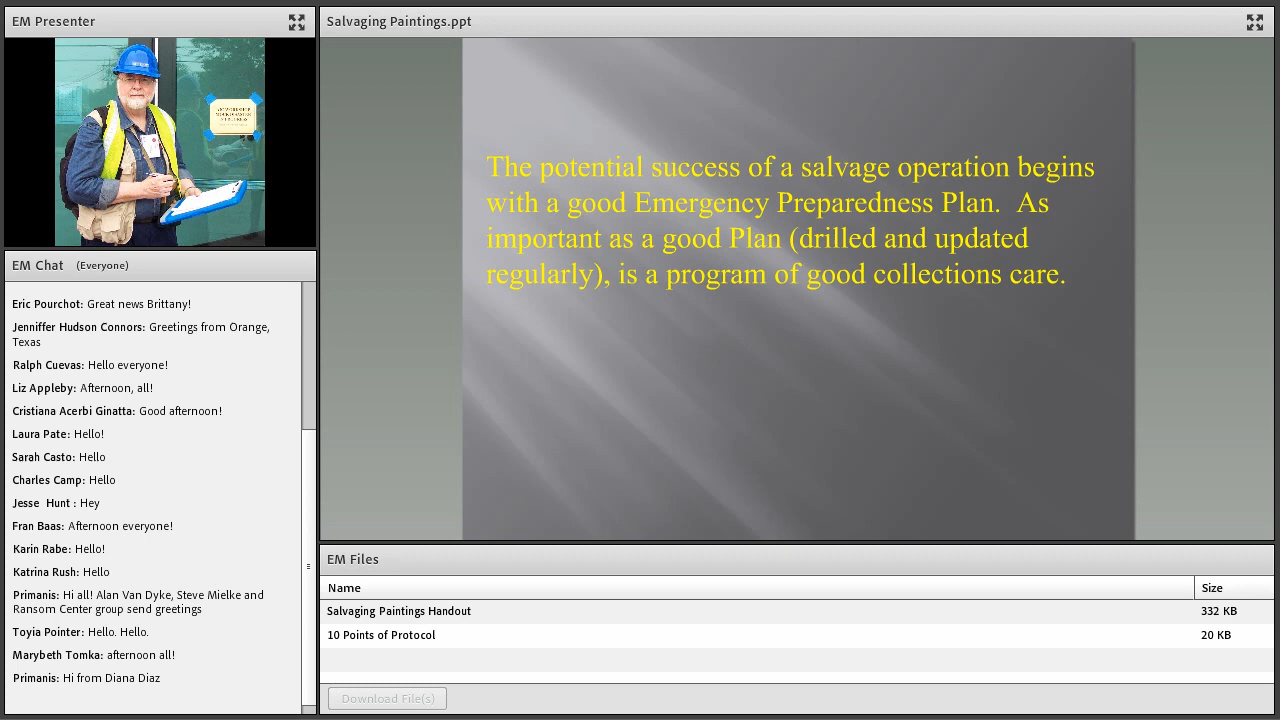 EM Presenter
EM Chat (Everyone)
Eric Pourchot: Great news Brittany!
Jenniffer Hudson Connors: Greetings from Orange,
Texas
Ralph Cuevas: Hello everyone!
Liz Appleby: Afternoon, all!
Cristiana Acerbi Ginatta: Good afternoon!
Laura Pate: Hello!
Sarah Casto: Hello
Charles Camp: Hello
Jesse Hunt : Hey
Fran Baas: Afternoon everyone!
Karin Rabe: Hello!
Katrina Rush: Hello
Primanis: Hi all! Alan Van Dyke, Steve Mielke and
Ransom Center group send greetings
Toyia Pointer: Hello. Hello.
Marybeth Tomka: afternoon all!
Primanis: Hi from Diana Diaz
Salvaging Paintings.ppt
The potential success of a salvage operation begins
with a good Emergency Preparedness Plan. As
important as a good Plan (drilled and updated
regularly), is a program of good collections care.
EM Files
Name Size
Salvaging Paintings Handout 332 KB
10 Points of Protocol 20 KB
Download File(s)